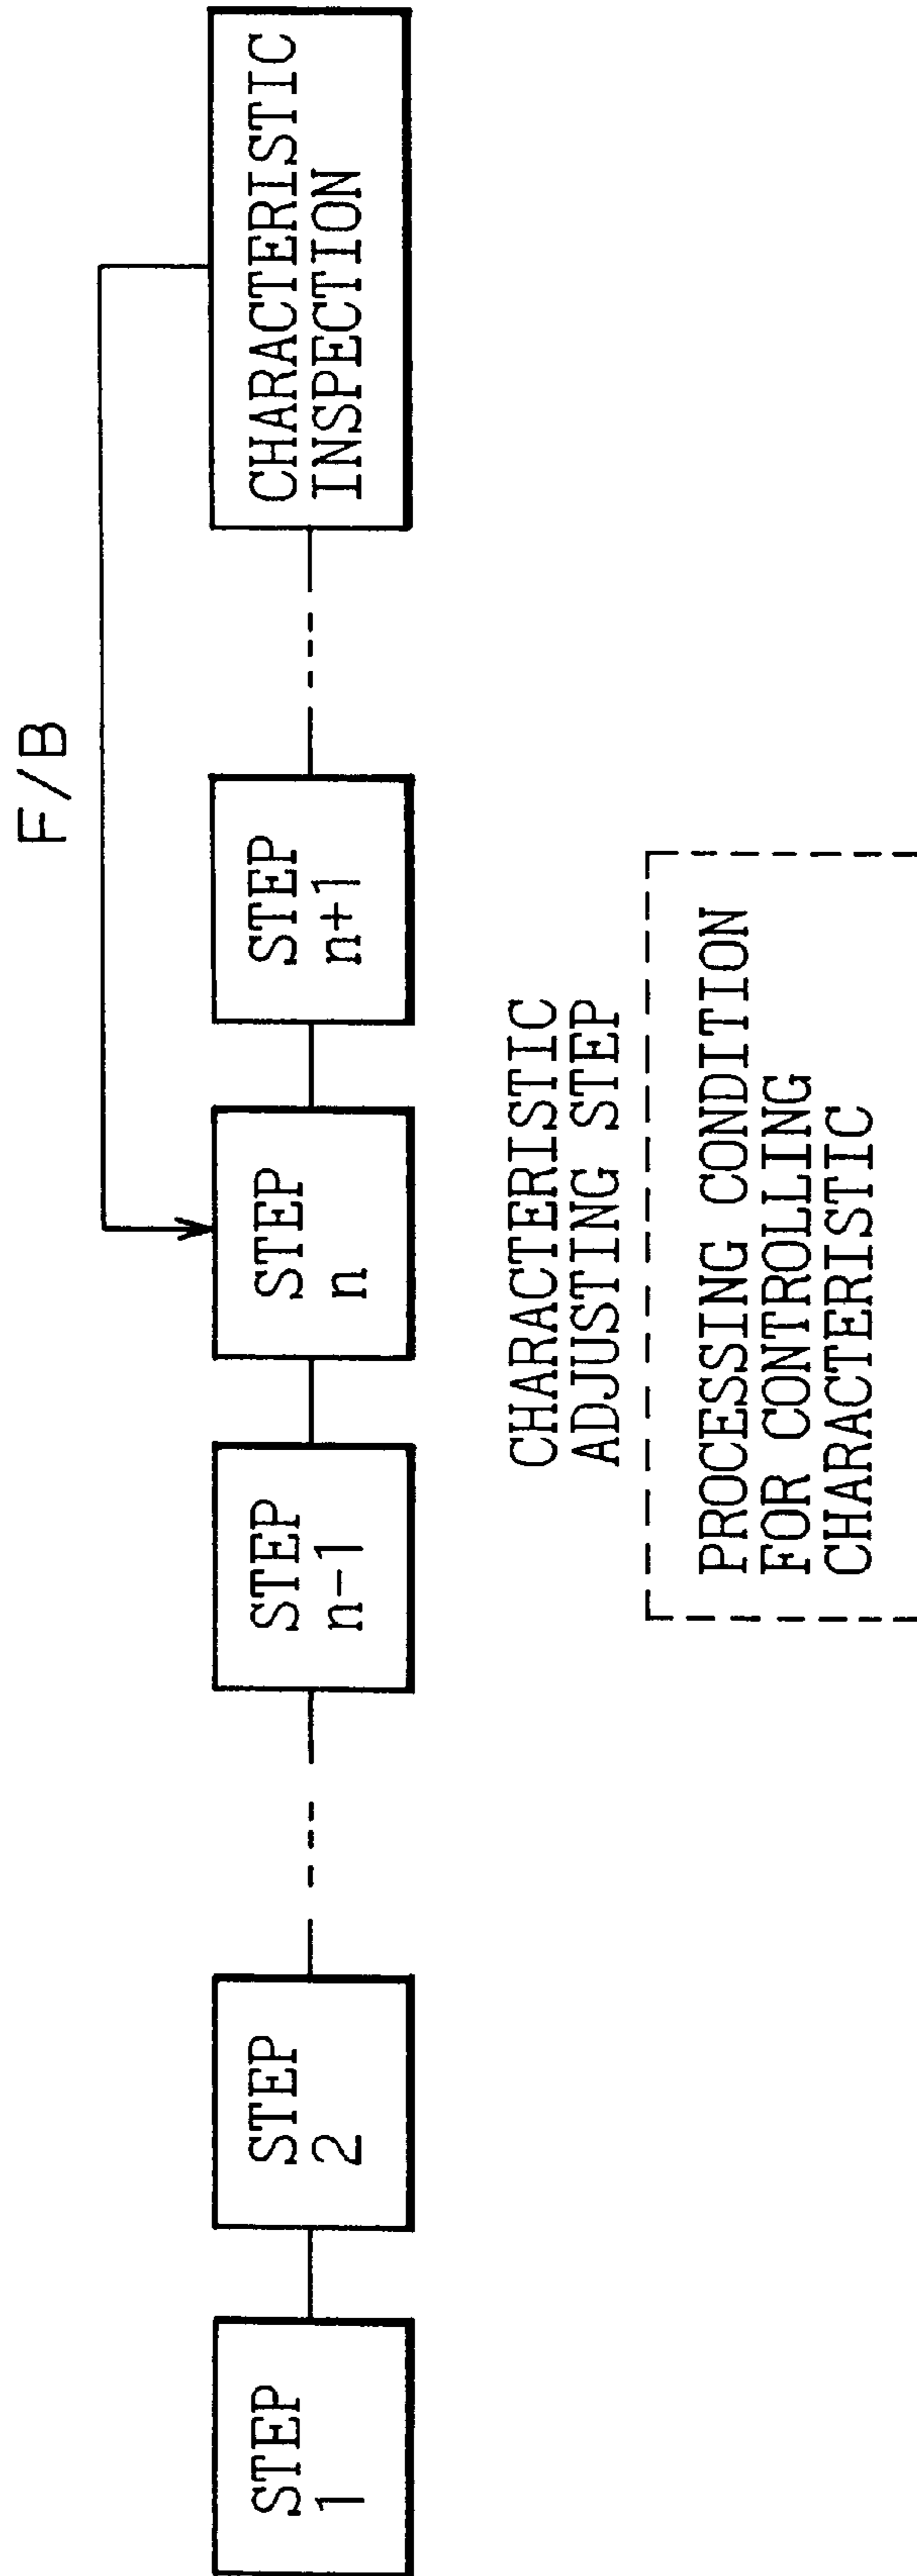 F/B
STEP
1
STEP
2
STEP
n-1
STEP
n
STEP
n+1
CHARACTERISTIC
INSPECTION
CHARACTERISTIC
ADJUSTING STEP
PROCESSING CONDITION
FOR CONTROLLING
CHARACTERISTIC